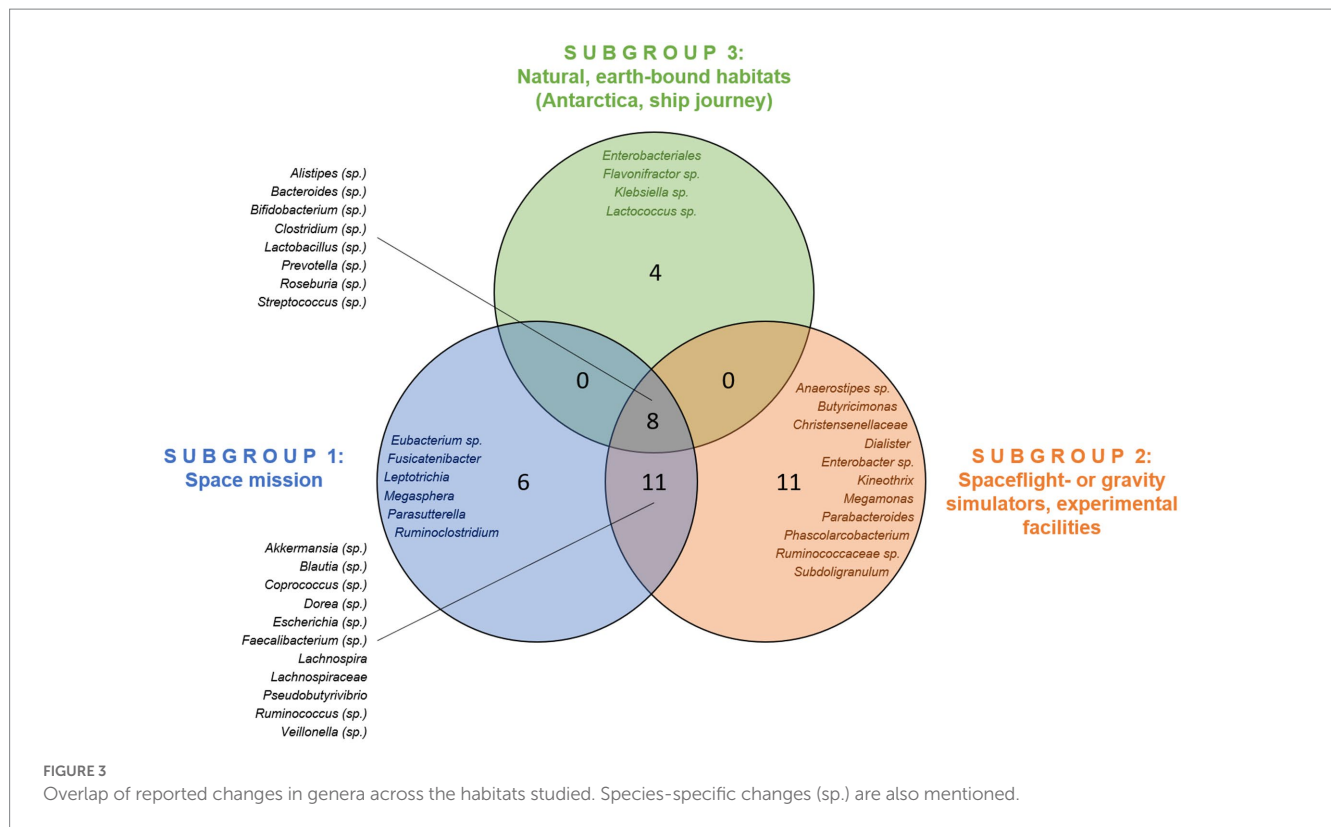 S U B G R O U P 3:
Natural, earth-bound habitats
(Antarctica, ship journey)
Alistipes (sp.)
Bacteroides (sp.)
Bifidobacterium (sp.)
Clostridium (sp.)
Lactobacillus (sp.)
Prevotella (sp.)
Roseburia (sp.)
Streptococcus (sp.)
Enterobacteriales
Flavonifractor sp.
Klebsiella sp.
Lactococcus sp.
4
0
0
8
S U B G R O U P 1:
Space mission
Eubacterium sp.
Fusicatenibacter
Leptotrichia
Megasphera
Parasutterella
Ruminoclostridium
6
11
11
Anaerostipes sp.
Butyricimonas
Christensenellaceae
Dialister
Enterobacter sp.
Kineothrix
Megamonas
Parabacteroides
Phascolarcobacterium
Ruminococcaceae sp.
Subdoligranulum
S U B G R O U P 2:
Spaceflight- or gravity
simulators, experimental
facilities
Akkermansia (sp.)
Blautia (sp.)
Coprococcus (sp.)
Dorea (sp.)
Escherichia (sp.)
Faecalibacterium (sp.)
Lachnospira
Lachnospiraceae
Pseudobutyrivibrio
Ruminococcus (sp.)
Veillonella (sp.)
FIGURE 3
Overlap of reported changes in genera across the habitats studied. Species-specific changes (sp.) are also mentioned.